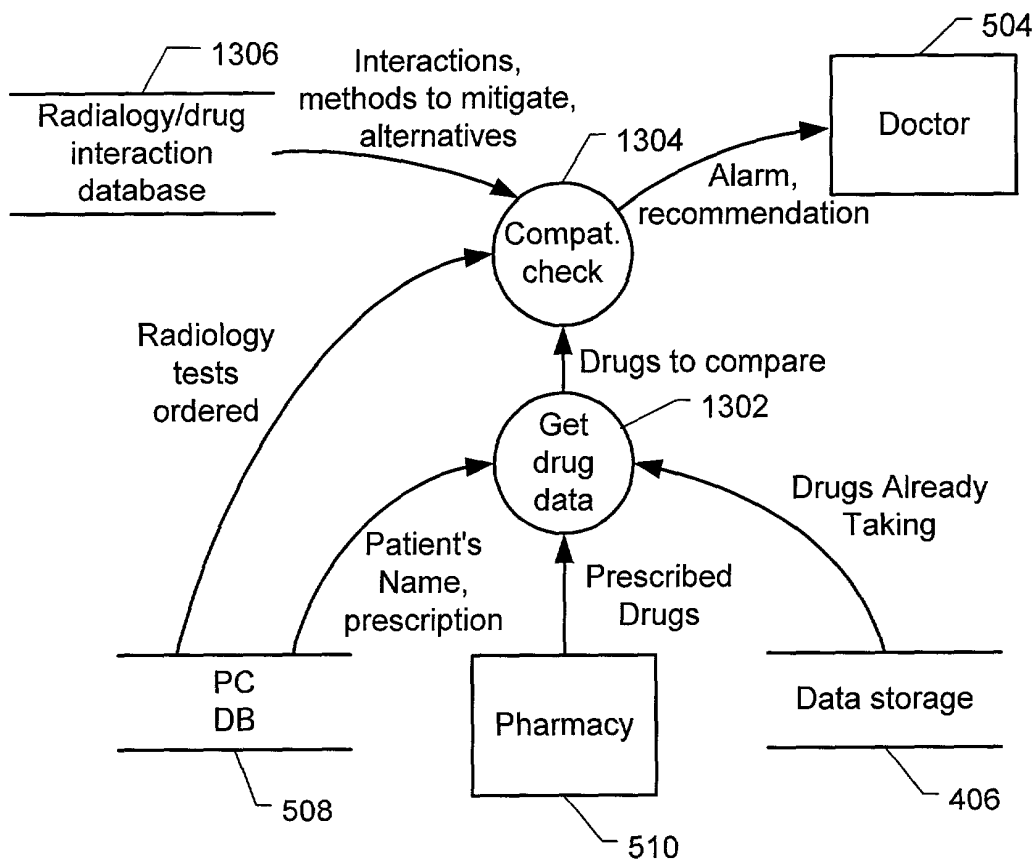 1306
Radialogy/drug
interaction
database
Interactions,
methods to mitigate,
alternatives
504
Doctor
1304
Compat.
check
Alarm,
recommendation
Radiology
tests
ordered
Drugs to compare
1302
Get
drug
data
Patient's
Name,
prescription
Prescribed
Drugs
Drugs Already
Taking
PC
DB
508
Pharmacy
510
Data storage
406